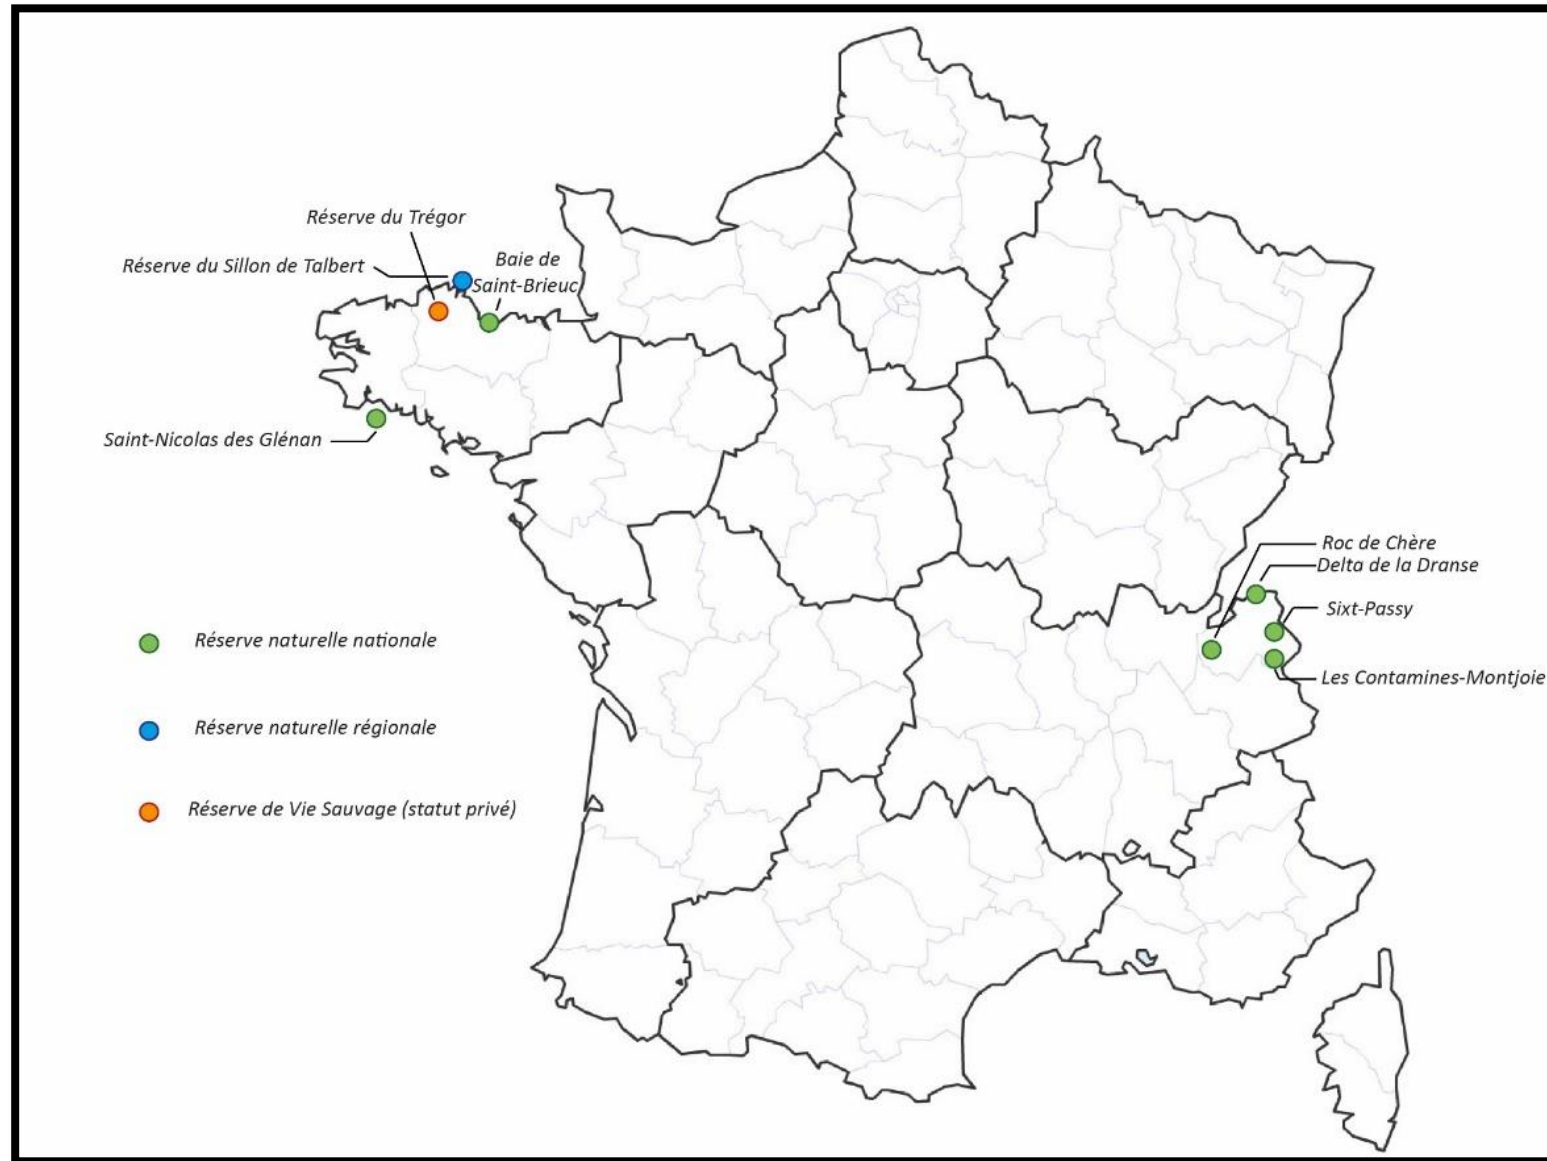 Réserve du Trégor
Réserve du Sillon de Talbert
Baie de
Saint-Brieuc
Saint-Nicolas des Glénan
Roc de Chère
Delta de la Dranse
Sixt-Passy
Les Contamines-Montjoie
Réserve naturelle nationale
Réserve naturelle régionale
Réserve de Vie Sauvage (statut privé)